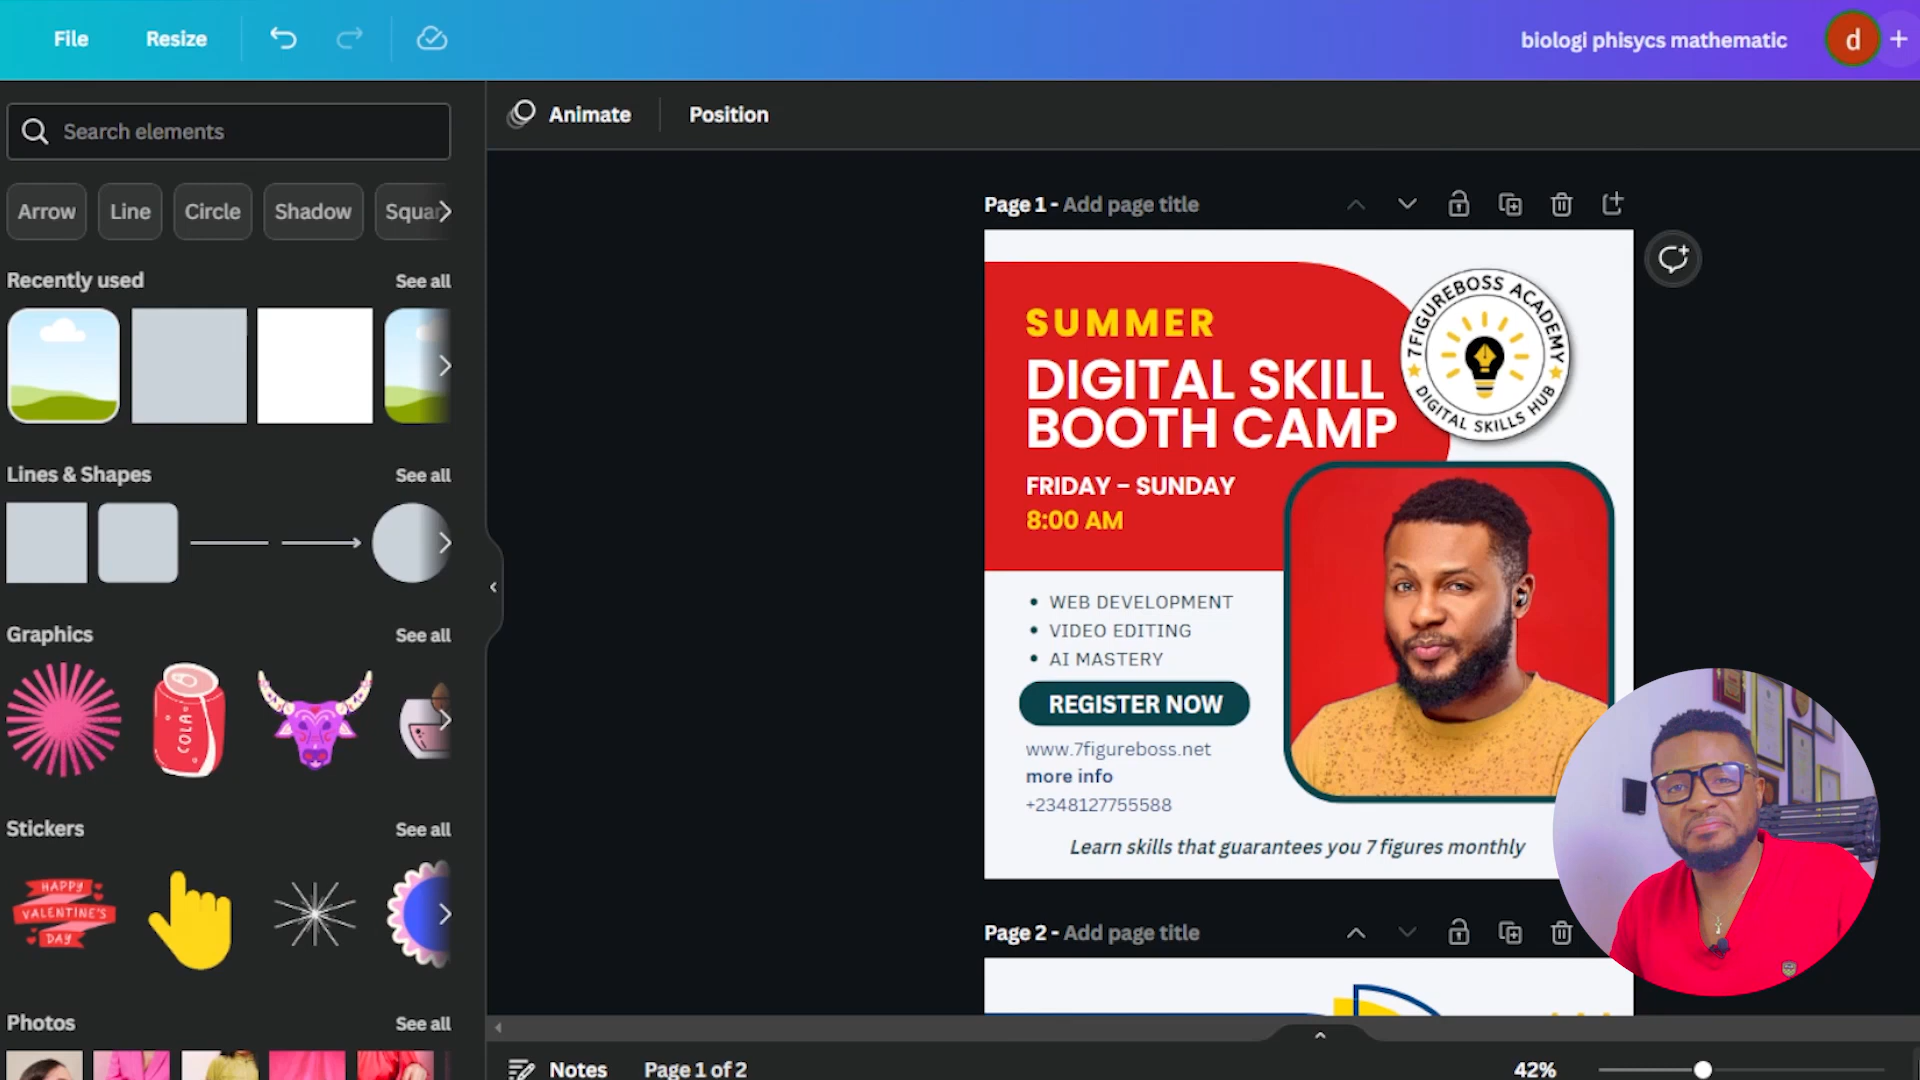 File
Resize
biologi phisycs mathematic
d
+
Search elements
Animate
Position
Arrow
Line
Circle
Shadow
Squar
Recently used
See all
Lines & Shapes
See all
Graphics
See all
COLA
Stickers
See all
HAPPY
VALENTINE'S
DAY
Photos
See all
Page 1 - Add page title
SUMMER
DIGITAL SKILL
BOOTH CAMP
7FIGUREBOSS ACADEMY
DIGITAL SKILLS HUB
FRIDAY – SUNDAY
8:00 AM
• WEB DEVELOPMENT
• VIDEO EDITING
• AI MASTERY
REGISTER NOW
www.7figureboss.net
more info
+2348127755588
Learn skills that guarantees you 7 figures monthly
Page 2 - Add page title
Notes
Page 1 of 2
42%